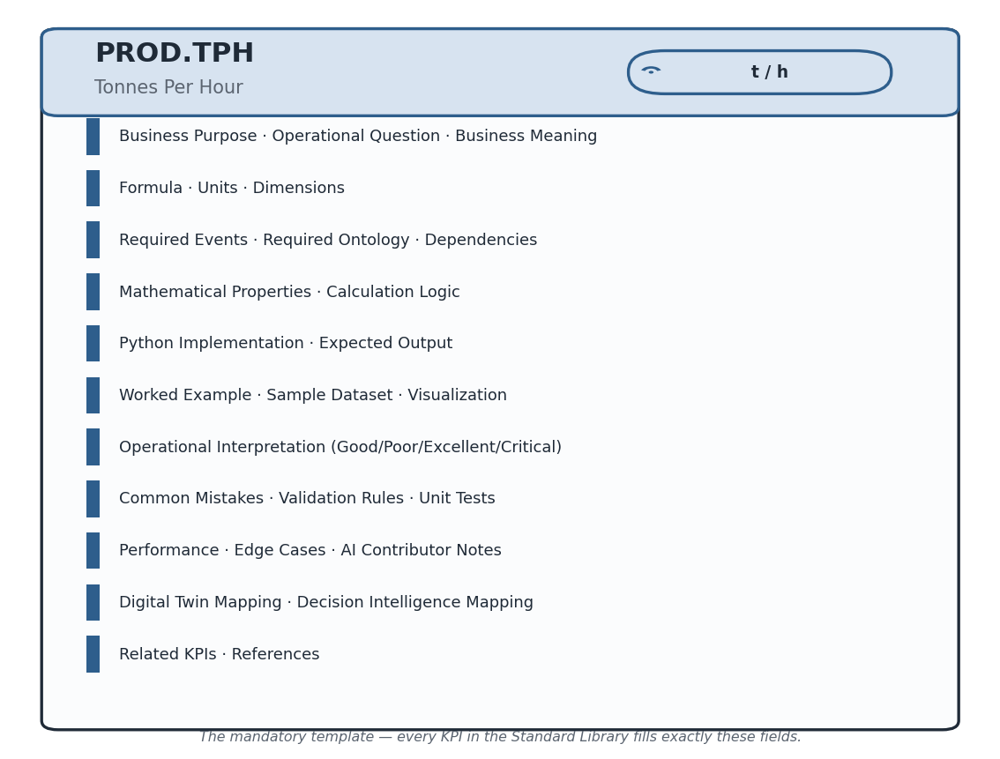 PROD.TPH
Tonnes Per Hour
t / h
Business Purpose · Operational Question · Business Meaning
Formula · Units · Dimensions
Required Events · Required Ontology · Dependencies
Mathematical Properties · Calculation Logic
Python Implementation · Expected Output
Worked Example · Sample Dataset · Visualization
Operational Interpretation (Good/Poor/Excellent/Critical)
Common Mistakes · Validation Rules · Unit Tests
Performance · Edge Cases · AI Contributor Notes
Digital Twin Mapping · Decision Intelligence Mapping
Related KPIs · References
The mandatory template — every KPI in the Standard Library fills exactly these fields.